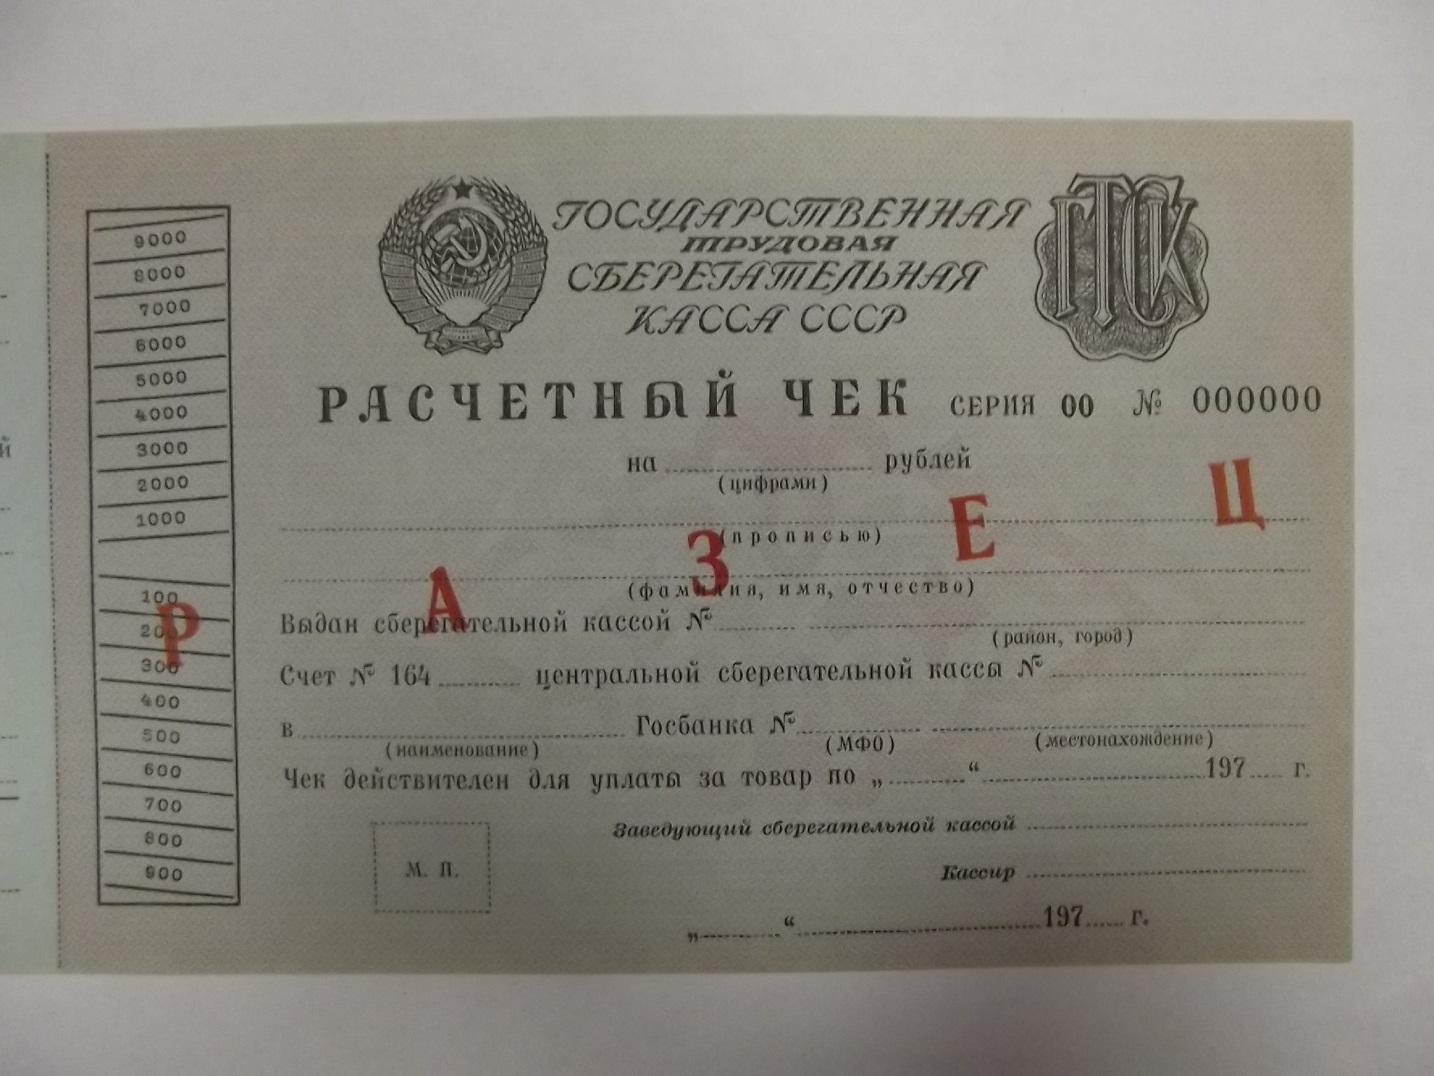 ГОСУДАРСТВЕННАЯ
ТРУДОВАЯ
СБЕРЕГАТЕЛЬНАЯ
КАССА СССР
ГТСК
РАСЧЕТНЫЙ ЧЕК СЕРИЯ 00 № 000000
на рублей
(цифрами)
(прописью)
(фамилия, имя, отчество)
Выдан сберегательной кассой №
(район, город)
Счет № 164 центральной сберегательной кассы №
в Госбанка №
(наименование) (МФО) (местонахождение)
Чек действителен для уплаты за товар по „ “ 197 г.
Заведующий сберегательной кассой
М. П.
Кассир
„ “ 197 г.
РАЗЕЦ
9000
8000
7000
6000
5000
4000
3000
2000
1000
100
200
300
400
500
600
700
800
900
й